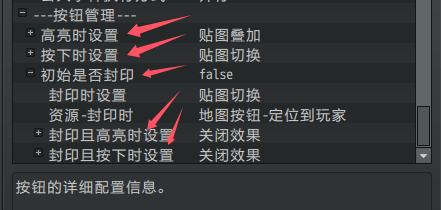 ---按钮管理---
高亮时设置 贴图叠加
按下时设置 贴图切换
初始是否封印 false
封印时设置 贴图切换
资源-封印时 地图按钮-定位到玩家
封印且高亮时设置 关闭效果
封印且按下时设置 关闭效果
按钮的详细配置信息。